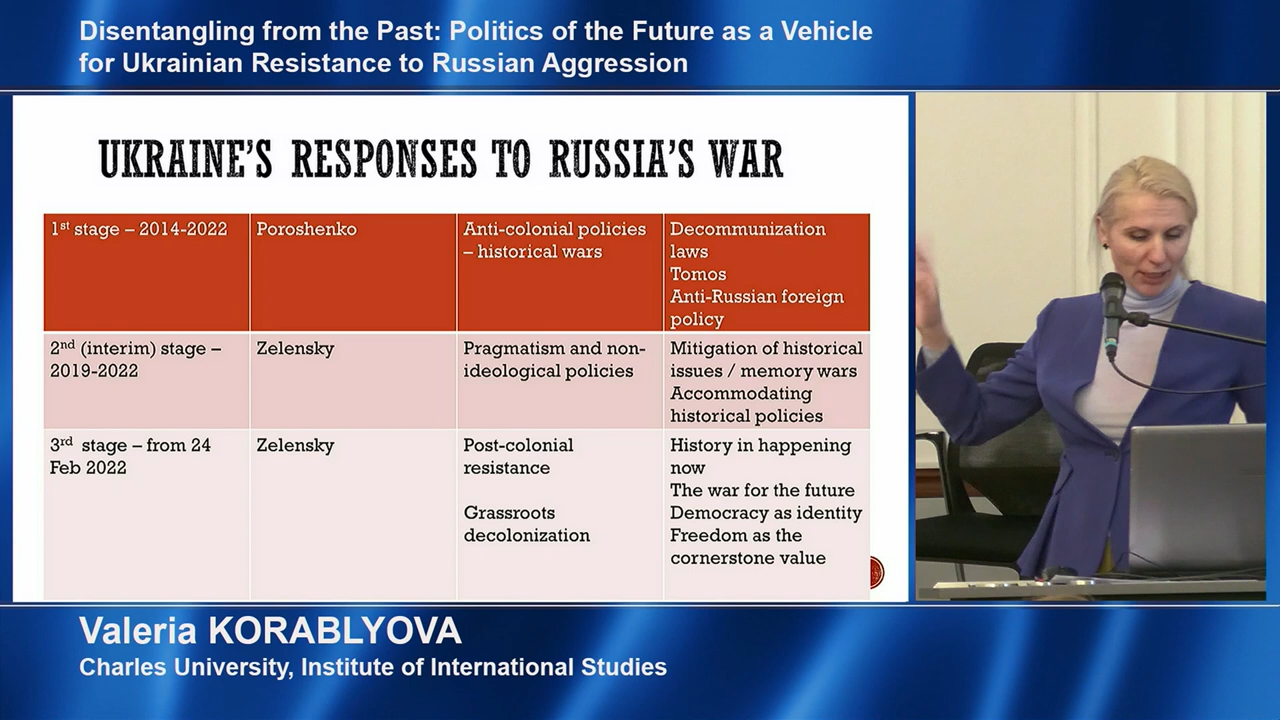 Disentangling from the Past: Politics of the Future as a Vehicle
for Ukrainian Resistance to Russian Aggression
UKRAINE'S RESPONSES TO RUSSIA'S WAR
1st stage – 2014-2022
Poroshenko
Anti-colonial policies
– historical wars
Decommunization
laws
Tomos
Anti-Russian foreign
policy
2nd (interim) stage –
2019-2022
Zelensky
Pragmatism and non-
ideological policies
Mitigation of historical
issues / memory wars
Accommodating
historical policies
3rd stage – from 24
Feb 2022
Zelensky
Post-colonial
resistance
Grassroots
decolonization
History in happening
now
The war for the future
Democracy as identity
Freedom as the
cornerstone value
Valeria KORABLYOVA
Charles University, Institute of International Studies